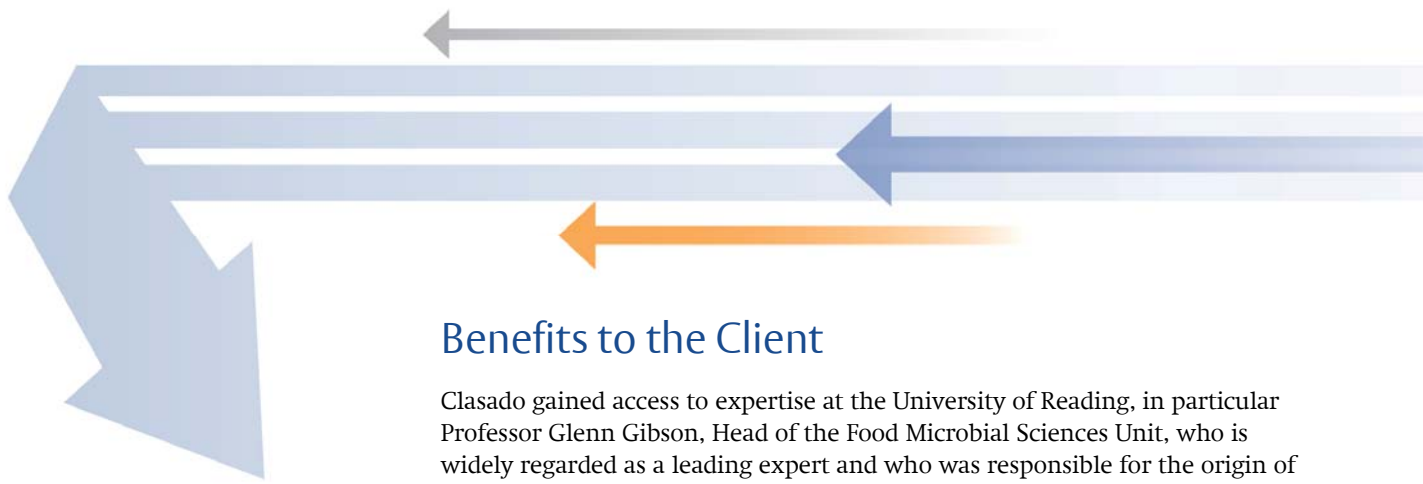 Benefits to the Client
Clasado gained access to expertise at the University of Reading, in particular
Professor Glenn Gibson, Head of the Food Microbial Sciences Unit, who is
widely regarded as a leading expert and who was responsible for the origin of